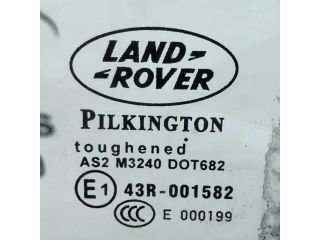 LAND-
-ROVER
PILKINGTON
toughened
AS2 M3240 DOT682
E1 43R-001582
CCC E 000199